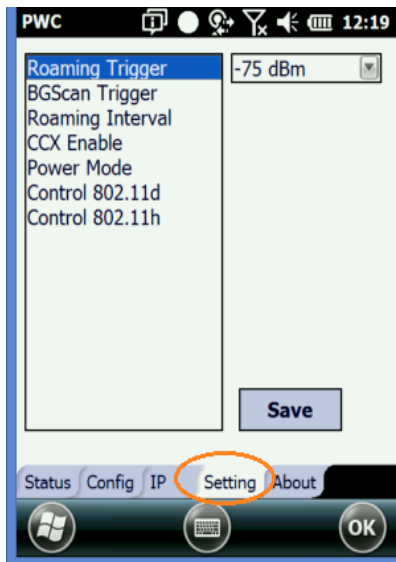 PWC 12:19
Roaming Trigger -75 dBm
BGScan Trigger
Roaming Interval
CCX Enable
Power Mode
Control 802.11d
Control 802.11h
Save
Status Config IP Setting About
OK